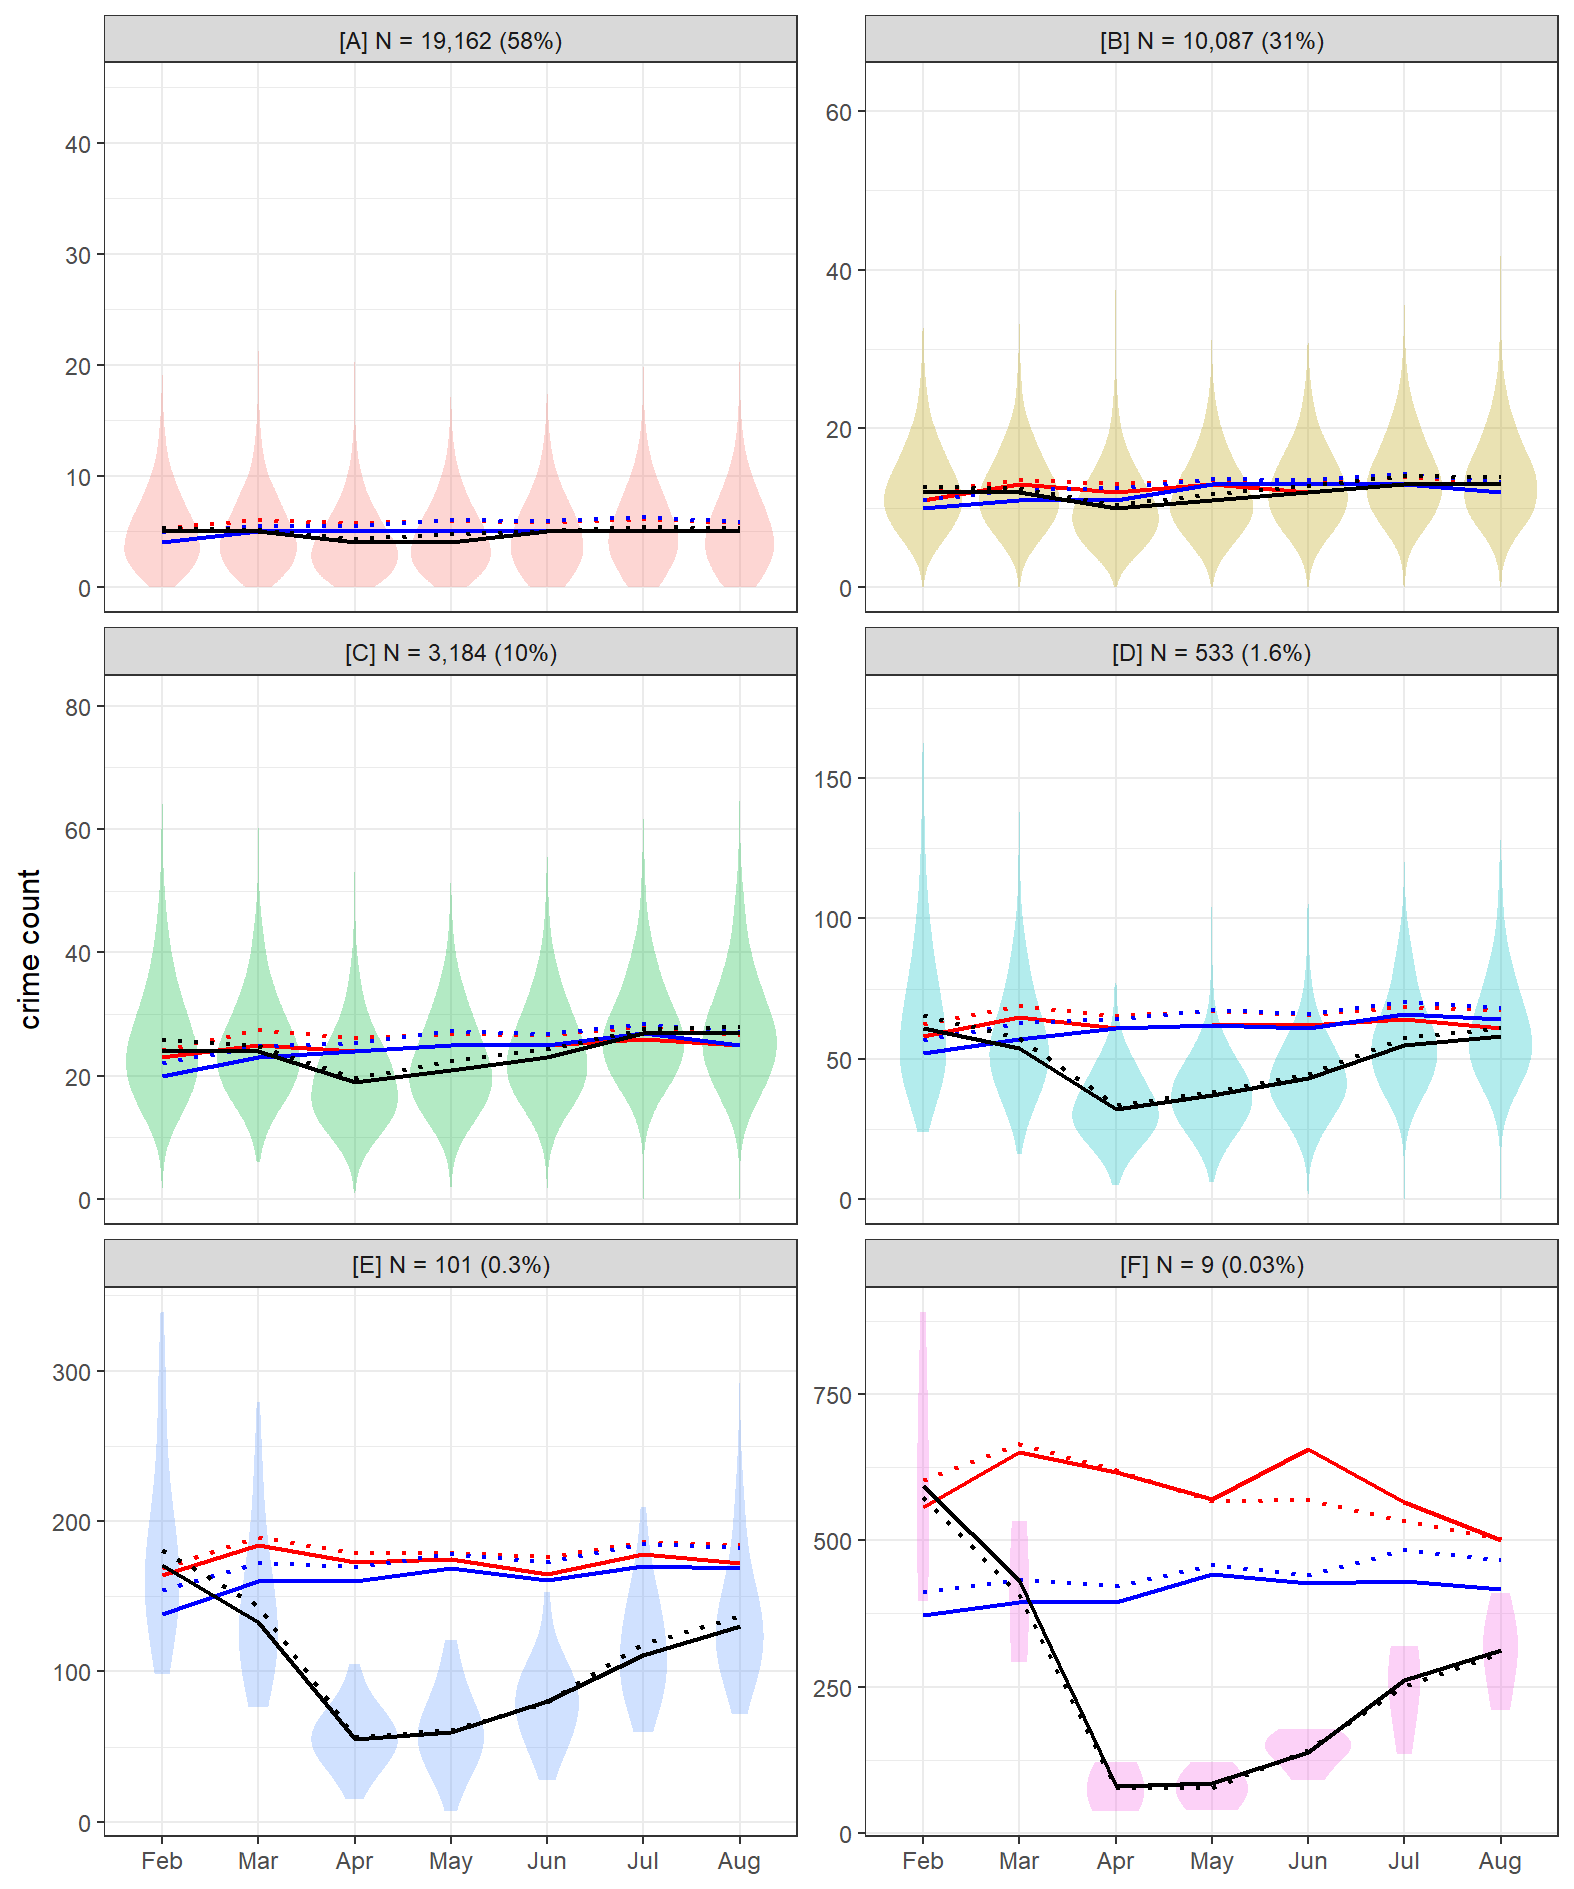 [A] N = 19,162 (58%)
[B] N = 10,087 (31%)
40
30
20
10
0
60
40
20
0
[C] N = 3,184 (10%)
[D] N = 533 (1.6%)
crime count
80
60
40
20
0
150
100
50
0
[E] N = 101 (0.3%)
[F] N = 9 (0.03%)
300
200
100
0
750
500
250
0
Feb Mar Apr May Jun Jul Aug
Feb Mar Apr May Jun Jul Aug